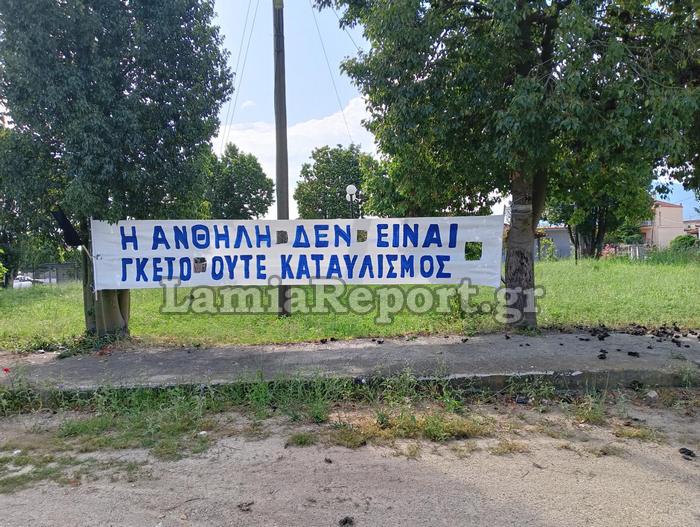 Η ΑΝΘΗΛΗ ΔΕΝ ΕΙΝΑΙ
ΓΚΕΤΟ ΟΥΤΕ ΚΑΤΑΥΛΙΣΜΟΣ
LamiaReport.gr